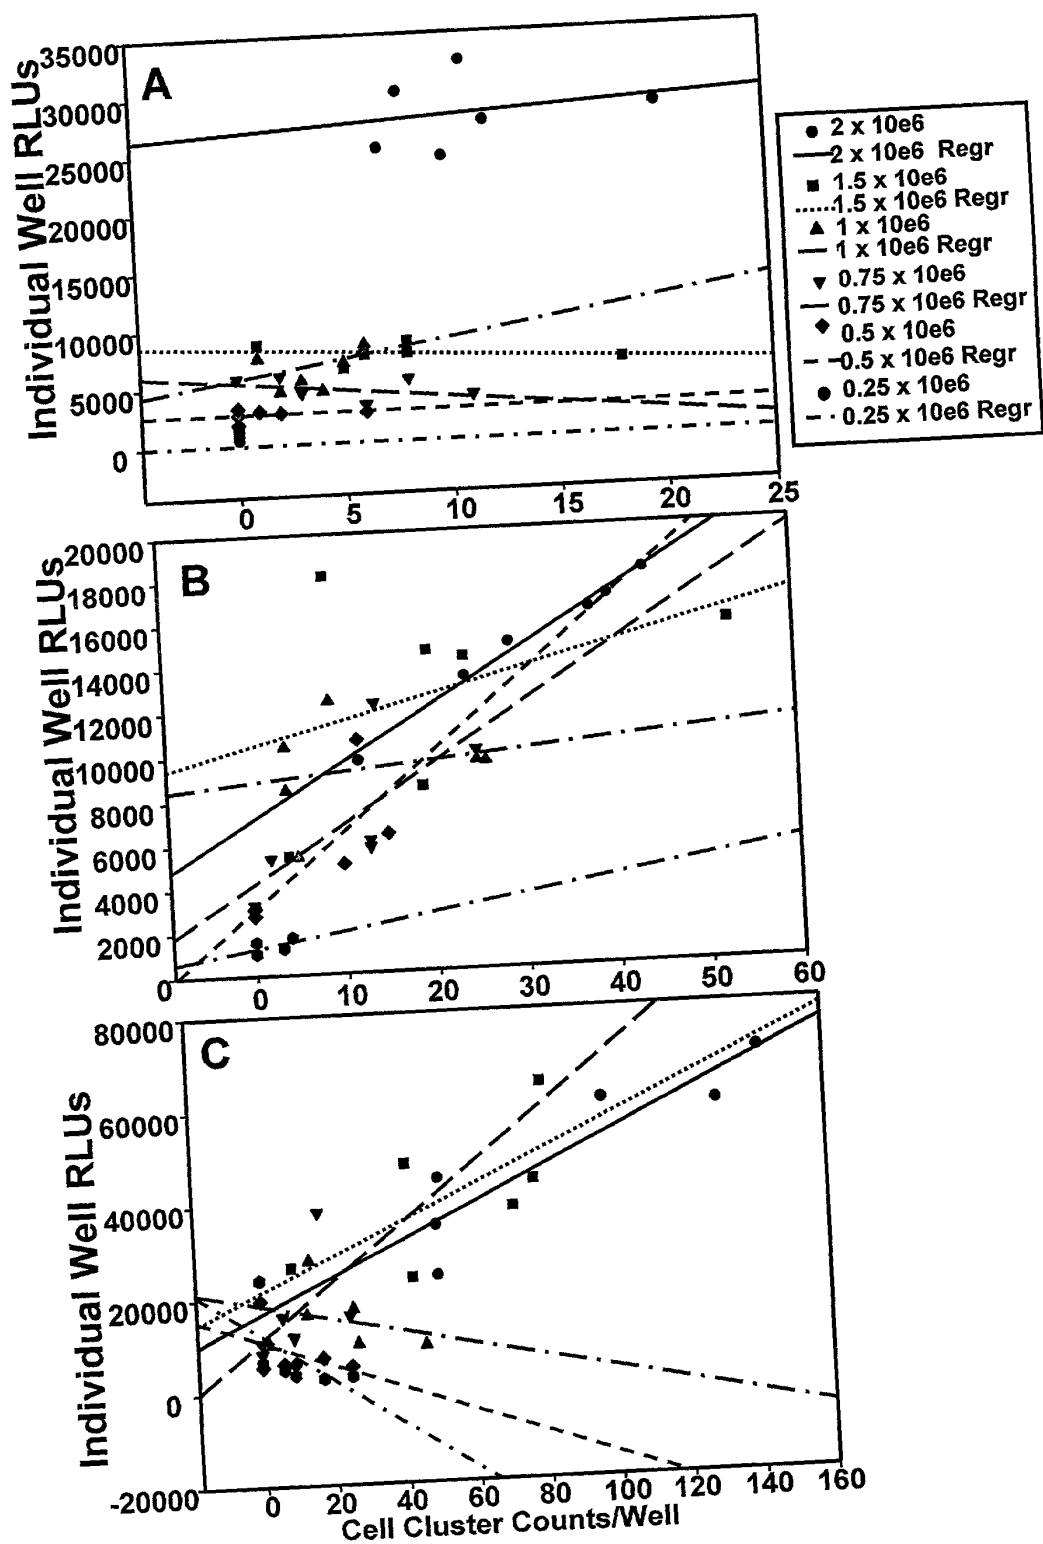 Individual Well RLUs
A
35000
30000
25000
20000
15000
10000
5000
0
0 5 10 15 20 25
2 x 10e6
2 x 10e6 Regr
1.5 x 10e6
1.5 x 10e6 Regr
1 x 10e6
1 x 10e6 Regr
0.75 x 10e6
0.75 x 10e6 Regr
0.5 x 10e6
0.5 x 10e6 Regr
0.25 x 10e6
0.25 x 10e6 Regr
Individual Well RLUs
B
20000
18000
16000
14000
12000
10000
8000
6000
4000
2000
0
0 10 20 30 40 50 60
Individual Well RLUs
C
80000
60000
40000
20000
0
-20000
0 20 40 60 80 100 120 140 160
Cell Cluster Counts/Well